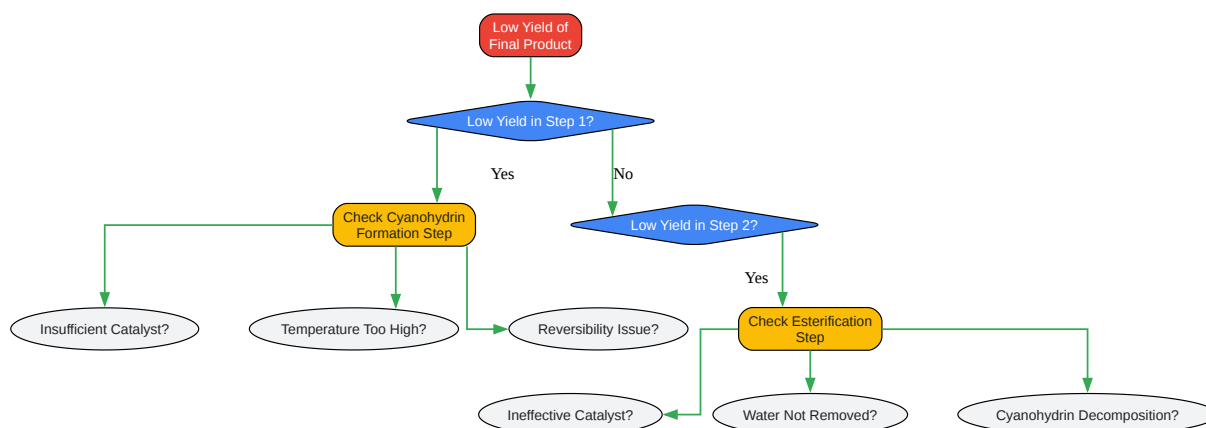 Low Yield of
Final Product
Low Yield in Step 1?
Yes
No
Check Cyanohydrin
Formation Step
Low Yield in Step 2?
Yes
Insufficient Catalyst?
Temperature Too High?
Reversibility Issue?
Check Esterification
Step
Ineffective Catalyst?
Water Not Removed?
Cyanohydrin Decomposition?